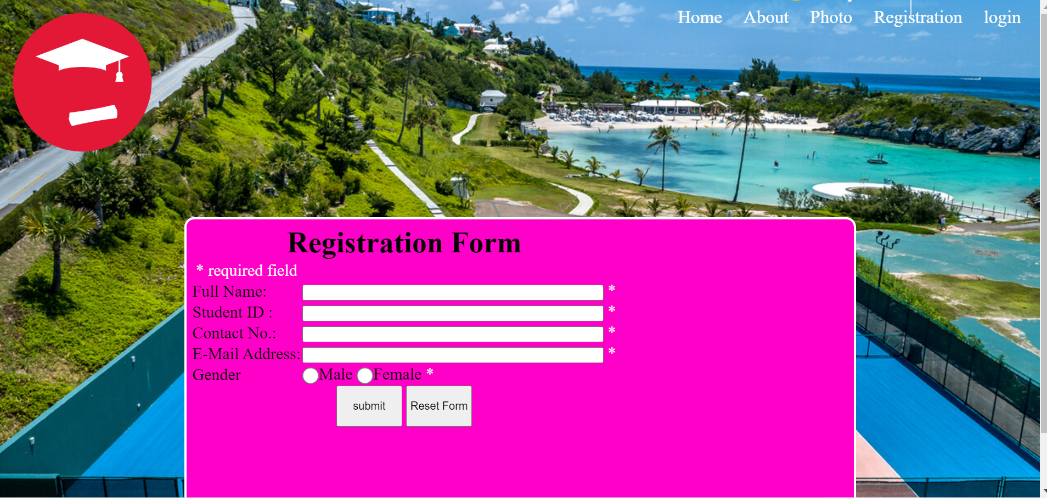 Home About Photo Registration login
Registration Form
* required field
Full Name: *
Student ID : *
Contact No.: *
E-Mail Address: *
Gender Male Female *
submit Reset Form